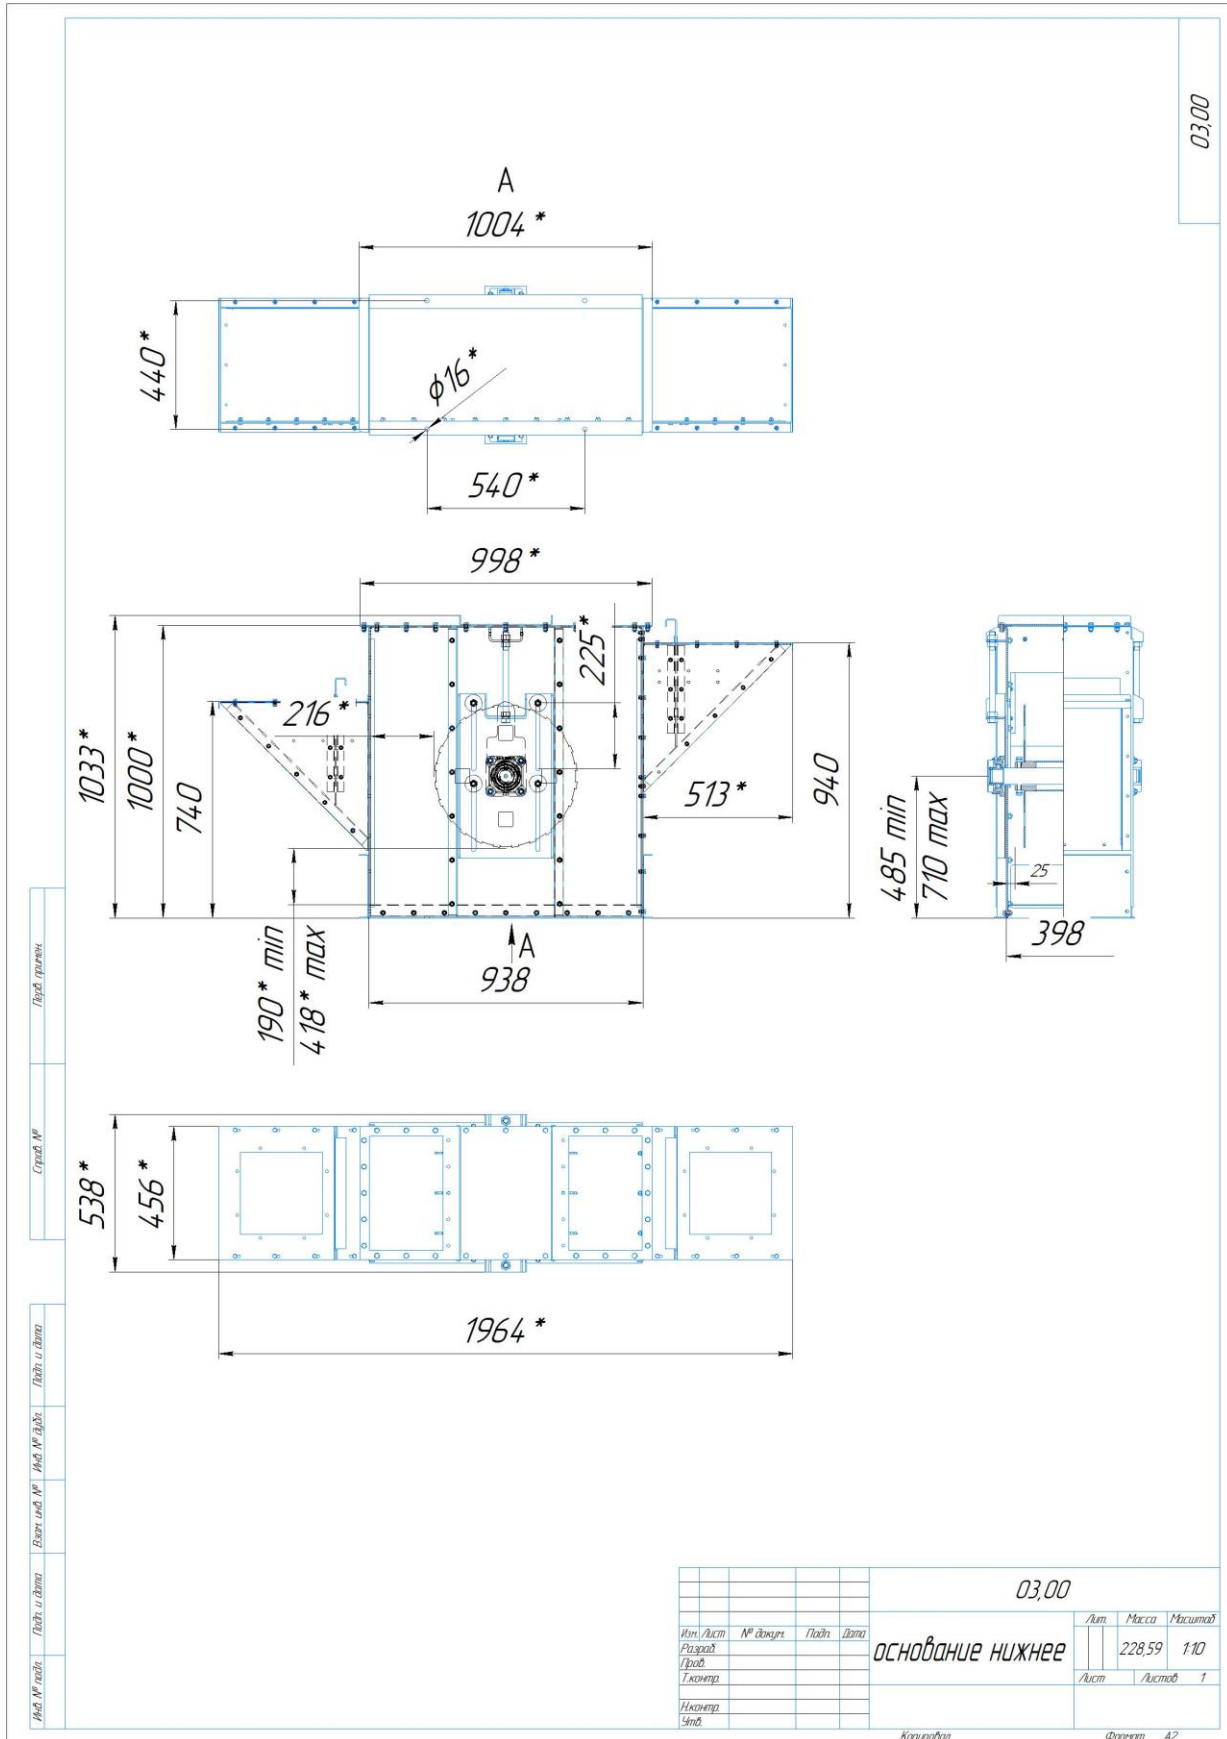 03,00
A
1004*
440*
ϕ16*
540*
998*
225*
216*
1033*
1000*
740
513*
940
485 min
710 max
25
398
A
190* min
418* max
938
538*
456*
1964*
Перв. примен.
Справ. №
Подп. и дата
Инв. № дубл.
Взам. инв. №
Подп. и дата
Инв. № подл.
03,00
Изм. Лист № докум. Подп. Дата
Разраб.
Пров.
Т.контр.
Н.контр.
Утв.
основание нижнее
Лит. Масса Масштаб
228,59 1:10
Лист Листов 1
Копировал Формат A2